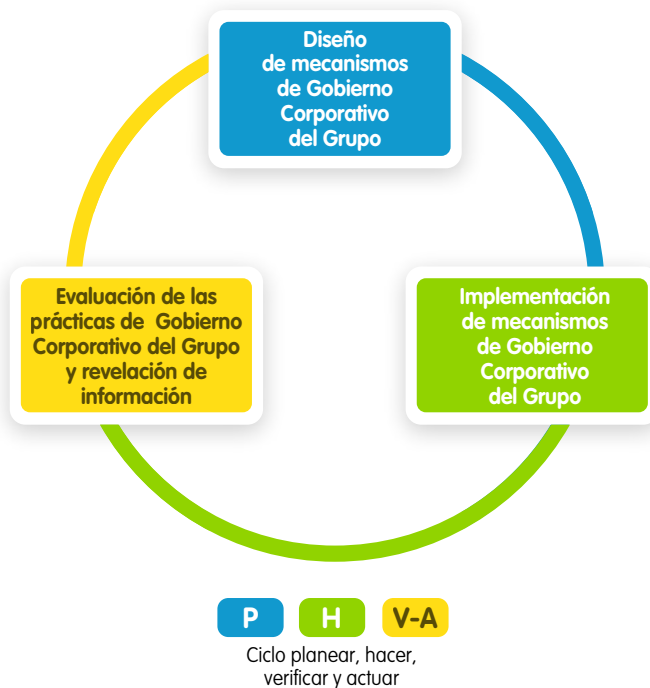 Diseño
de mecanismos
de Gobierno
Corporativo
del Grupo
Evaluación de las
prácticas de Gobierno
Corporativo del Grupo
y revelación de
información
Implementación
de mecanismos
de Gobierno
Corporativo
del Grupo
P
H
V-A
Ciclo planear, hacer,
verificar y actuar